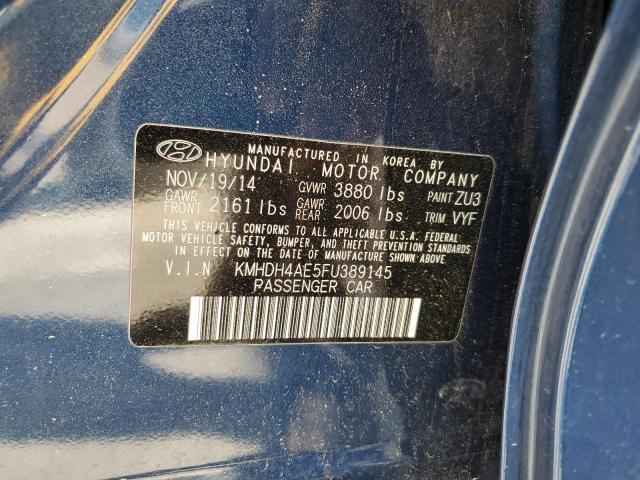 MANUFACTURED IN KOREA BY
HYUNDAI MOTOR COMPANY
NOV/19/14 GVWR 3880 lbs PAINT ZU3
GAWR FRONT 2161 lbs GAWR REAR 2006 lbs TRIM VYF
THIS VEHICLE CONFORMS TO ALL APPLICABLE U.S.A. FEDERAL
MOTOR VEHICLE SAFETY, BUMPER, AND THEFT PREVENTION STANDARDS
IN EFFECT ON THE DATE OF MANUFACTURE SHOWN ABOVE.
V.I.N KMHDH4AE5FU389145
PASSENGER CAR